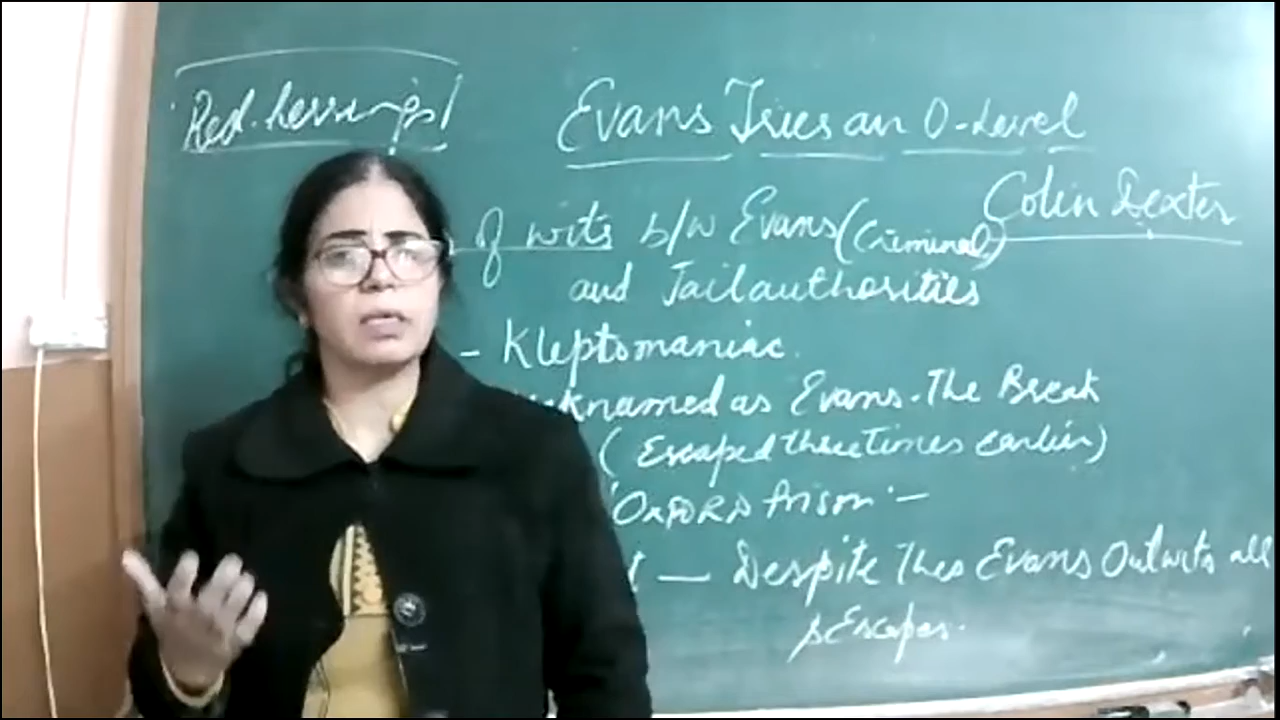 Red-herrings!
Evans Tries an O-Level
Colin Dexter
of wits b/w Evans (Criminal)
and Jail authorities
- Kleptomaniac.
knamed as Evans-The Break
(Escaped three Times earlier)
'OXFORD Prison' -
— Despite This Evans Outwits all
Escapes.